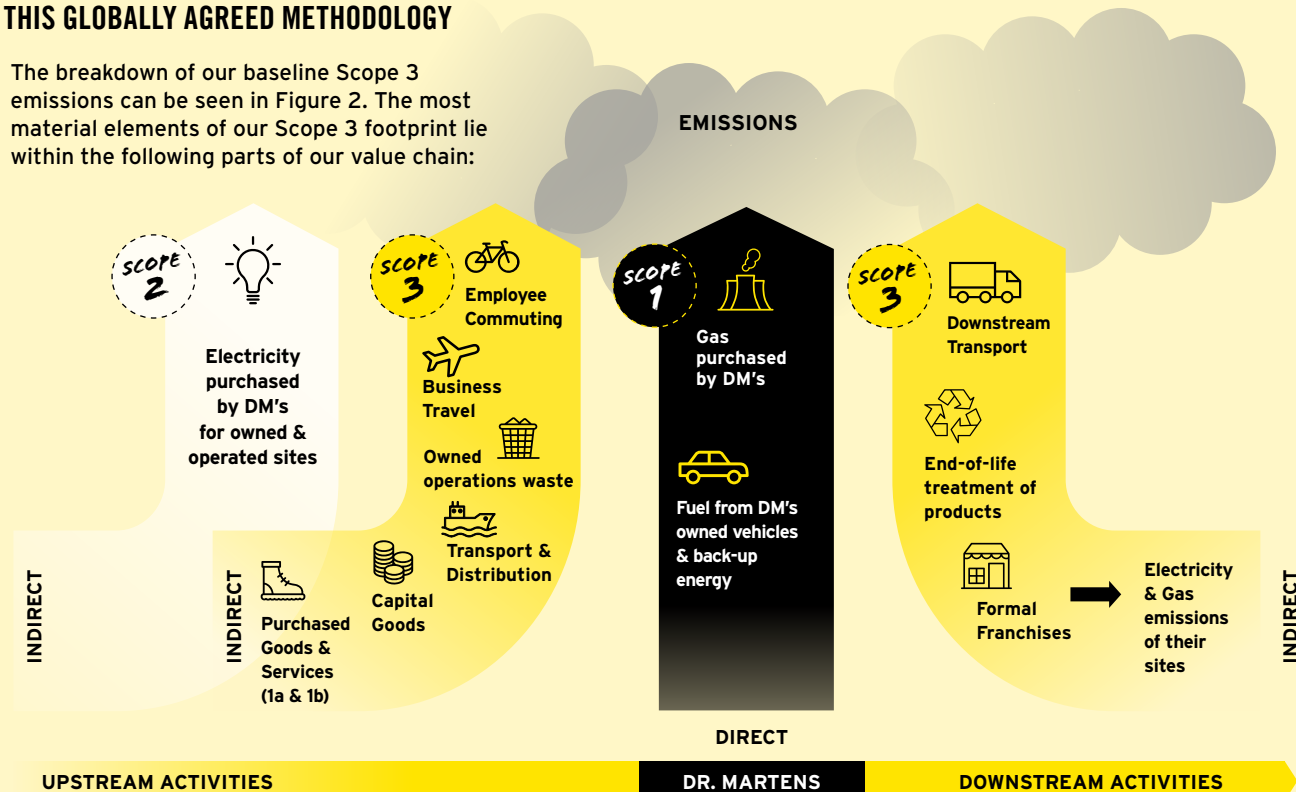 THIS GLOBALLY AGREED METHODOLOGY
The breakdown of our baseline Scope 3
emissions can be seen in Figure 2. The most
material elements of our Scope 3 footprint lie
within the following parts of our value chain:
EMISSIONS
SCOPE
2
Electricity
purchased
by DM's
for owned &
operated sites
INDIRECT
SCOPE
3
Employee
Commuting
Business
Travel
Owned
operations waste
Transport &
Distribution
Capital
Goods
Purchased
Goods &
Services
(1a & 1b)
INDIRECT
SCOPE
1
Gas
purchased
by DM's
Fuel from DM's
owned vehicles
& back-up
energy
DIRECT
SCOPE
3
Downstream
Transport
End-of-life
treatment of
products
Formal
Franchises
Electricity
& Gas
emissions
of their
sites
INDIRECT
UPSTREAM ACTIVITIES
DR. MARTENS
DOWNSTREAM ACTIVITIES